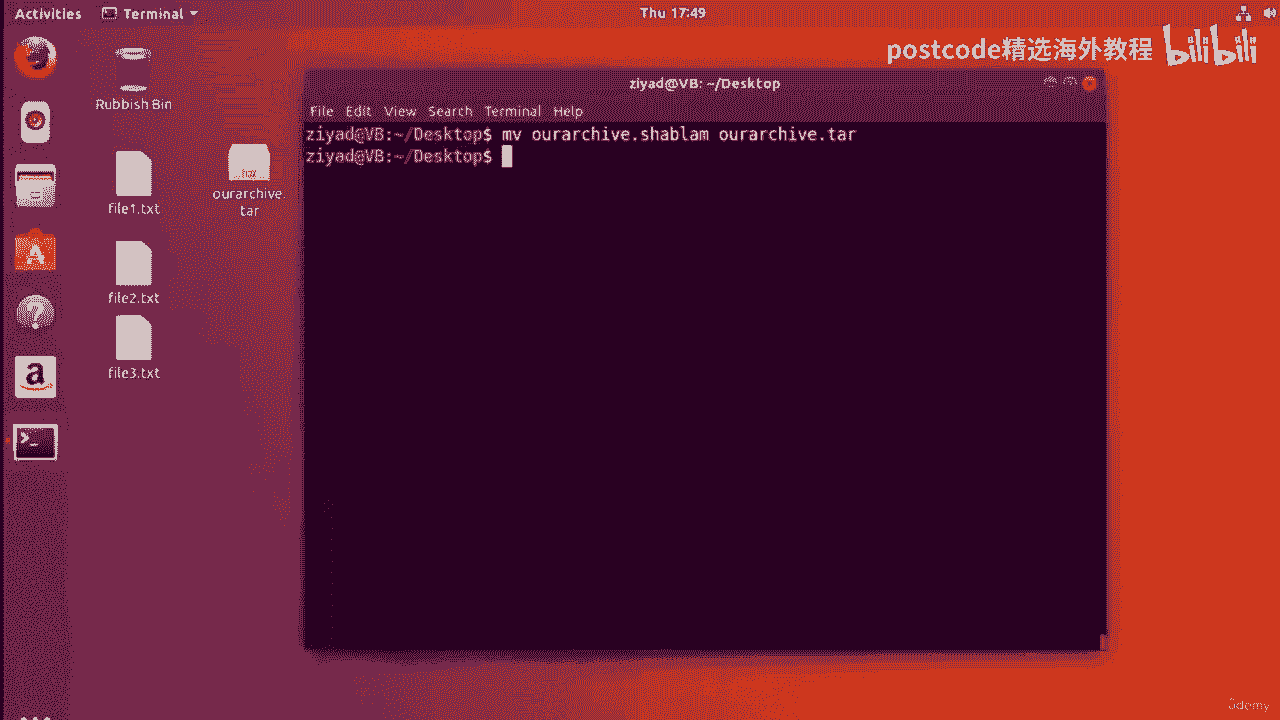 Activities
Terminal
Thu 17:49
postcode精选海外教程 bilibili
Rubbish Bin
ziyad@VB: ~/Desktop
File Edit View Search Terminal Help
ziyad@VB:~/Desktop$ mv ourarchive.shablam ourarchive.tar
ziyad@VB:~/Desktop$
ourarchive.
tar
file1.txt
file2.txt
file3.txt
ûdemy